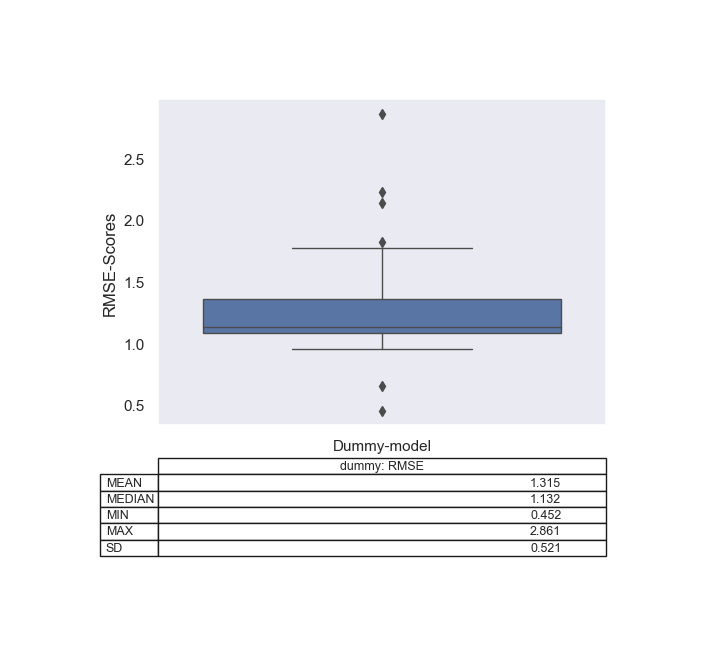 2.5
2.0
1.5
1.0
0.5
RMSE-Scores
Dummy-model
dummy: RMSE
MEAN 1.315
MEDIAN 1.132
MIN 0.452
MAX 2.861
SD 0.521